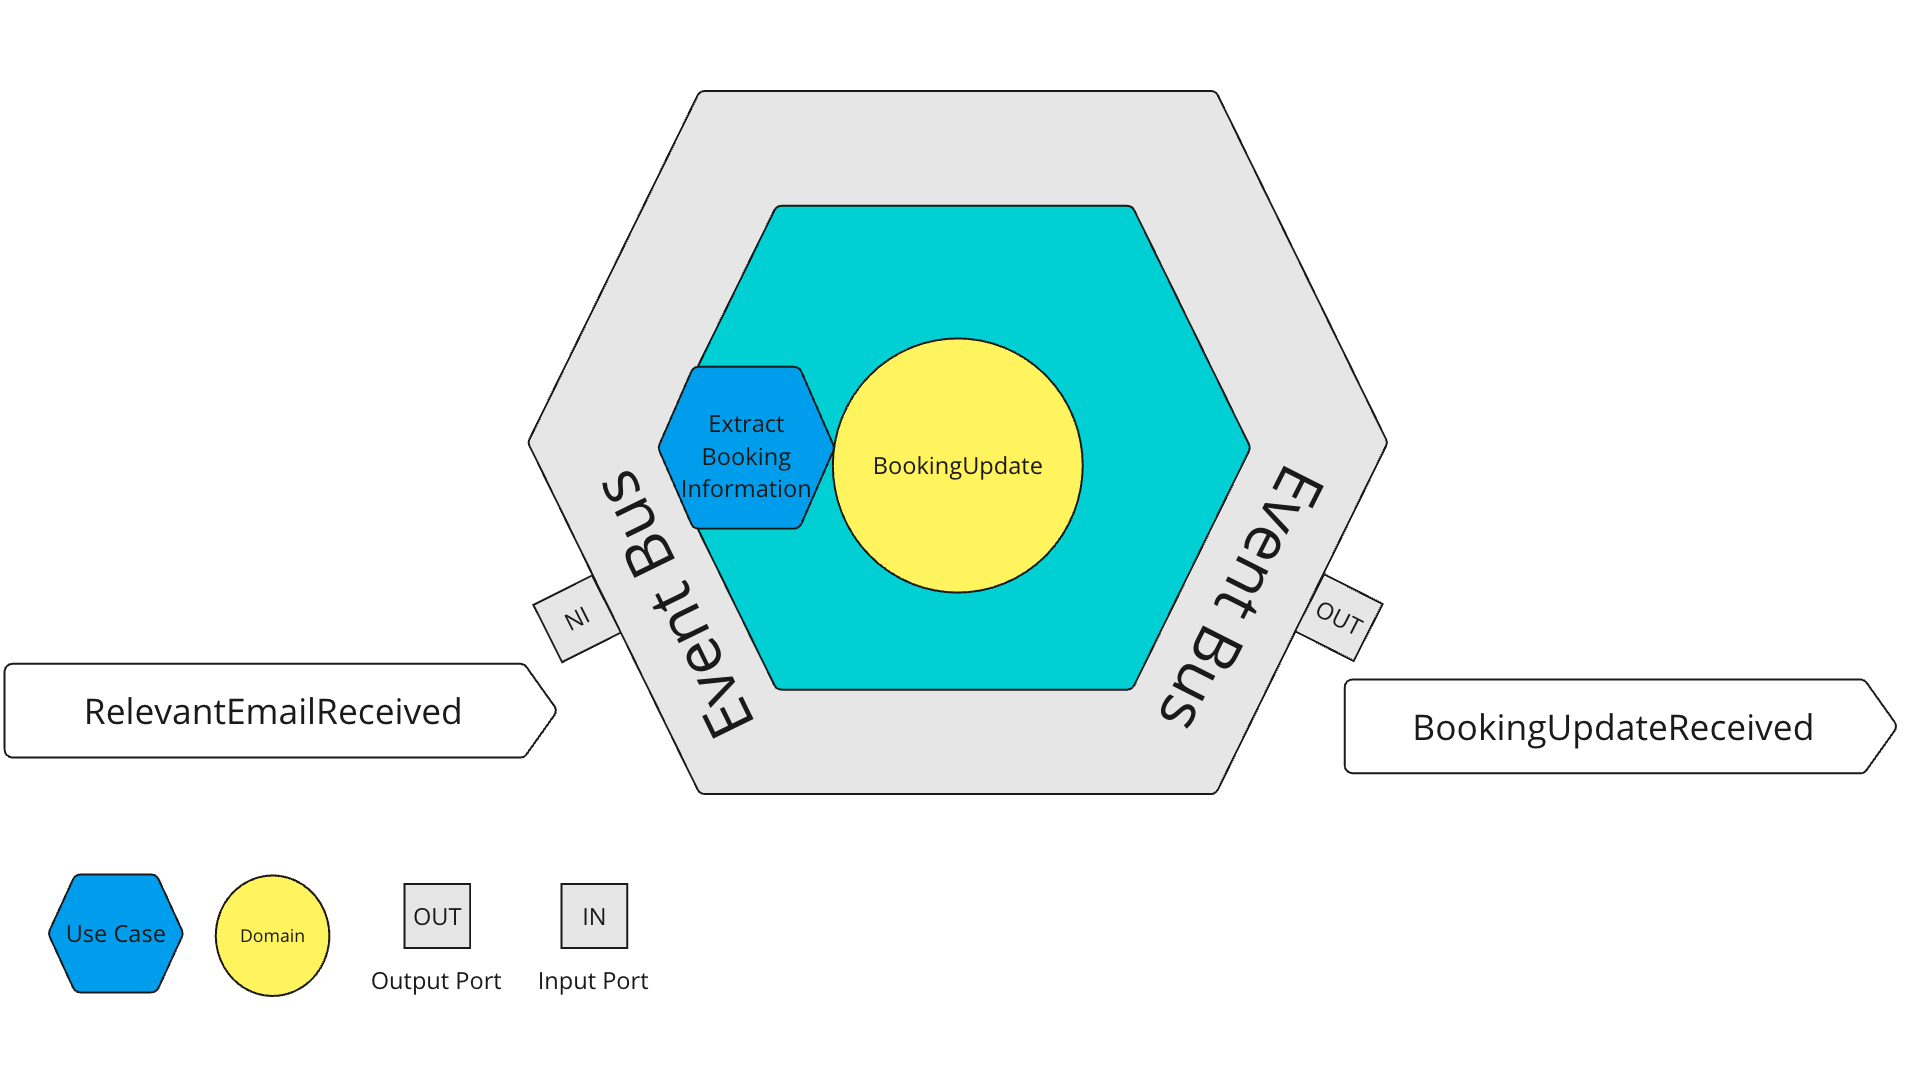 Extract
Booking
Information
BookingUpdate
Event Bus
Event Bus
IN
OUT
RelevantEmailReceived
BookingUpdateReceived
Use Case
Domain
OUT
IN
Output Port
Input Port